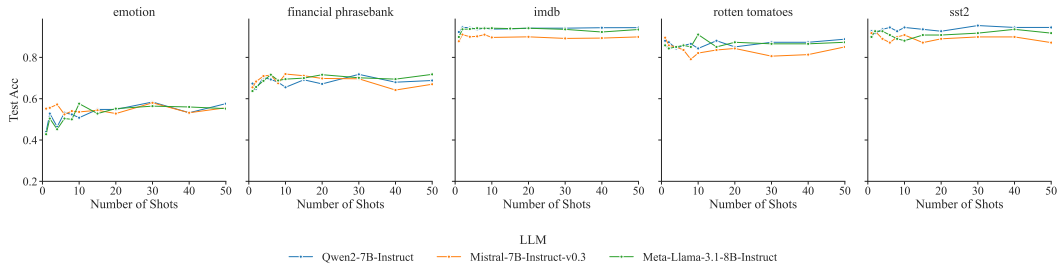 emotion
financial phrasebank
imdb
rotten tomatoes
sst2
Test Acc
0.8
0.6
0.4
0.2
0 10 20 30 40 50
0 10 20 30 40 50
0 10 20 30 40 50
0 10 20 30 40 50
0 10 20 30 40 50
Number of Shots
Number of Shots
Number of Shots
Number of Shots
Number of Shots
LLM
Qwen2-7B-Instruct
Mistral-7B-Instruct-v0.3
Meta-Llama-3.1-8B-Instruct